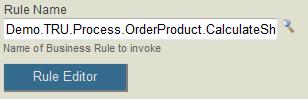 Rule Name
Demo.TRU.Process.OrderProduct.CalculateSh
Name of Business Rule to invoke
Rule Editor